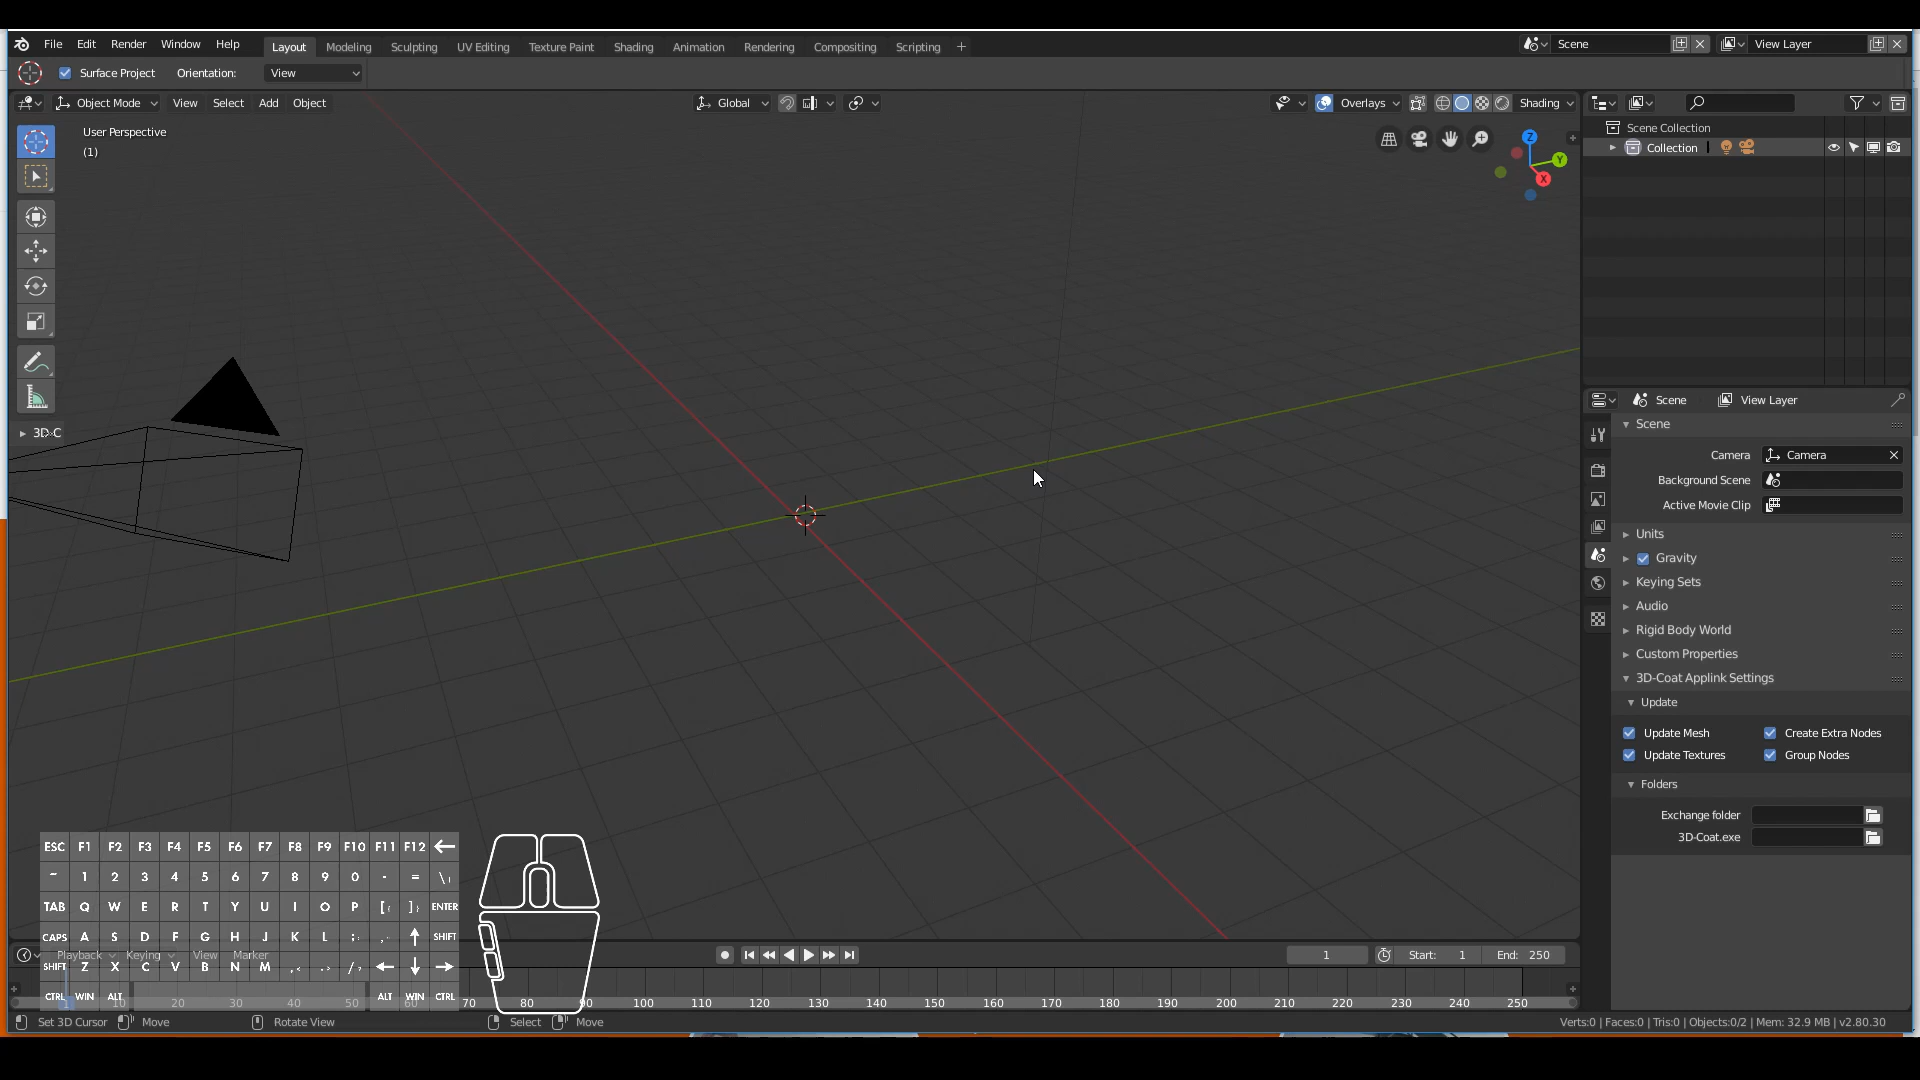 File Edit Render Window Help Layout Modeling Sculpting UV Editing Texture Paint Shading Animation Rendering Compositing Scripting + Scene View Layer
Surface Project Orientation: View
Object Mode View Select Add Object Global Overlays Shading
User Perspective
(1)
Z
Y
X
Scene Collection
Collection
Scene View Layer
Scene
3D-C
Camera Camera
Background Scene
Active Movie Clip
Units
Gravity
Keying Sets
Audio
Rigid Body World
Custom Properties
3D-Coat Applink Settings
Update
Update Mesh Create Extra Nodes
Update Textures Group Nodes
Folders
Exchange folder
3D-Coat.exe
ESC F1 F2 F3 F4 F5 F6 F7 F8 F9 F10 F11 F12 ←
~ 1 2 3 4 5 6 7 8 9 0 - = \
TAB Q W E R T Y U I O P [ ] ENTER
CAPS A S D F G H J K L ; ↑ SHIFT
Playback Keying View Marker 1 Start: 1 End: 250
SHIFT Z X C V B N M ← ↓ →
CTRL WIN ALT ALT WIN CTRL
1 10 20 30 40 50 60 70 80 90 100 110 120 130 140 150 160 170 180 190 200 210 220 230 240 250
Set 3D Cursor Move Rotate View Select Move Verts:0 | Faces:0 | Tris:0 | Objects:0/2 | Mem: 32.9 MB | v2.80.30